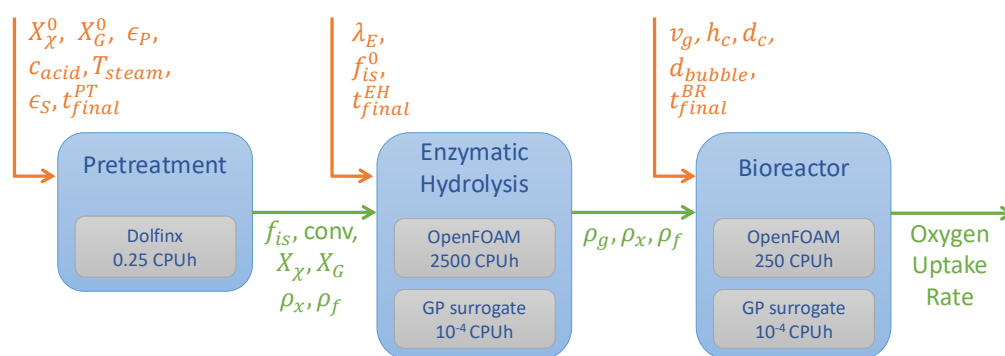 X_χ^0, X_G^0, ϵ_P,
c_acid, T_steam,
ϵ_S, t_final^PT
λ_E,
f_is^0,
t_final^EH
v_g, h_c, d_c,
d_bubble,
t_final^BR
Pretreatment
Dolfinx
0.25 CPUh
f_is, conv,
X_χ, X_G
ρ_x, ρ_f
Enzymatic
Hydrolysis
OpenFOAM
2500 CPUh
GP surrogate
10^-4 CPUh
ρ_g, ρ_x, ρ_f
Bioreactor
OpenFOAM
250 CPUh
GP surrogate
10^-4 CPUh
Oxygen
Uptake
Rate